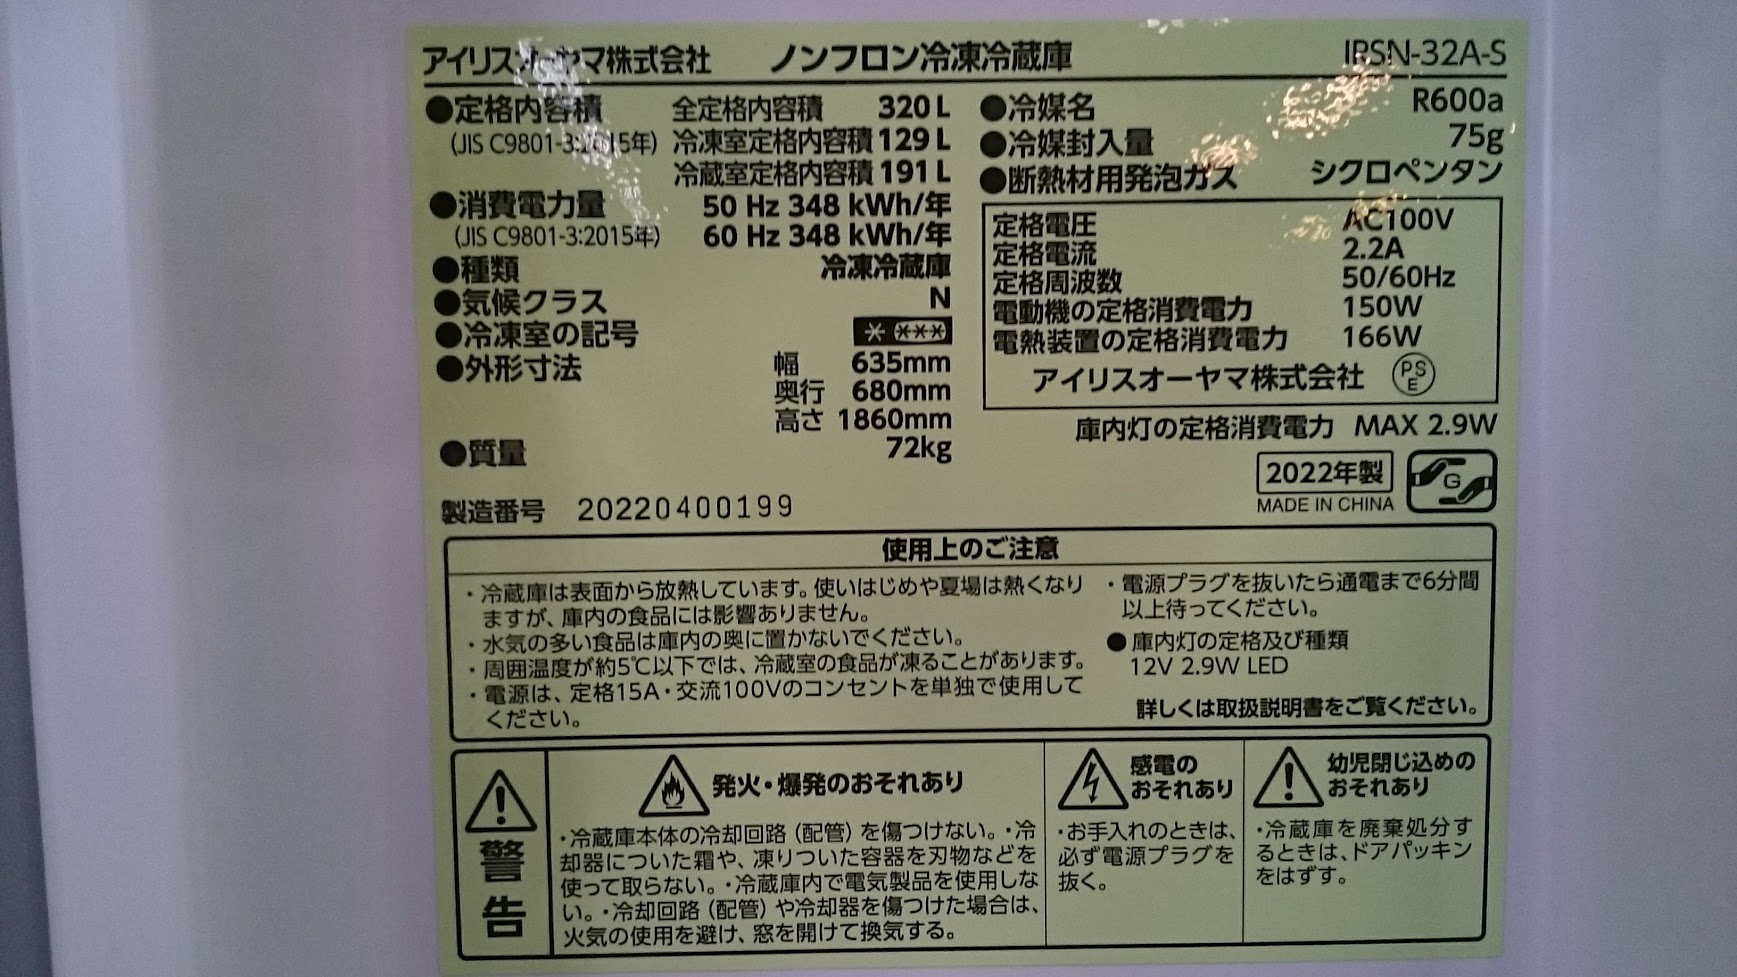 アイリスオーヤマ株式会社 ノンフロン冷凍冷蔵庫 IRSN-32A-S
●定格内容積 全定格内容積 320 L
(JIS C9801-3:2015年) 冷凍室定格内容積 129 L
冷蔵室定格内容積 191 L
●消費電力量 50 Hz 348 kWh/年
(JIS C9801-3:2015年) 60 Hz 348 kWh/年
●種類 冷凍冷蔵庫
●気候クラス N
●冷凍室の記号 * ***
●外形寸法 幅 635mm
奥行 680mm
高さ 1860mm
●質量 72kg
製造番号 20220400199
●冷媒名 R600a
●冷媒封入量 75g
●断熱材用発泡ガス シクロペンタン
定格電圧 AC100V
定格電流 2.2A
定格周波数 50/60Hz
電動機の定格消費電力 150W
電熱装置の定格消費電力 166W
アイリスオーヤマ株式会社 PSE
庫内灯の定格消費電力 MAX 2.9W
2022年製
MADE IN CHINA
G
使用上のご注意
・冷蔵庫は表面から放熱しています。使いはじめや夏場は熱くなり
ますが、庫内の食品には影響ありません。
・水気の多い食品は庫内の奥に置かないでください。
・周囲温度が約5℃以下では、冷蔵室の食品が凍ることがあります。
・電源は、定格15A・交流100Vのコンセントを単独で使用して
ください。
・電源プラグを抜いたら通電まで6分間
以上待ってください。
●庫内灯の定格及び種類
12V 2.9W LED
詳しくは取扱説明書をご覧ください。
警告
発火・爆発のおそれあり
・冷蔵庫本体の冷却回路(配管)を傷つけない。・冷
却器についた霜や、凍りついた容器を刃物などを
使って取らない。・冷蔵庫内で電気製品を使用しな
い。・冷却回路(配管)や冷却器を傷つけた場合は、
火気の使用を避け、窓を開けて換気する。
感電の
おそれあり
・お手入れのときは、
必ず電源プラグを
抜く。
幼児閉じ込めの
おそれあり
・冷蔵庫を廃棄処分す
るときは、ドアパッキン
をはずす。